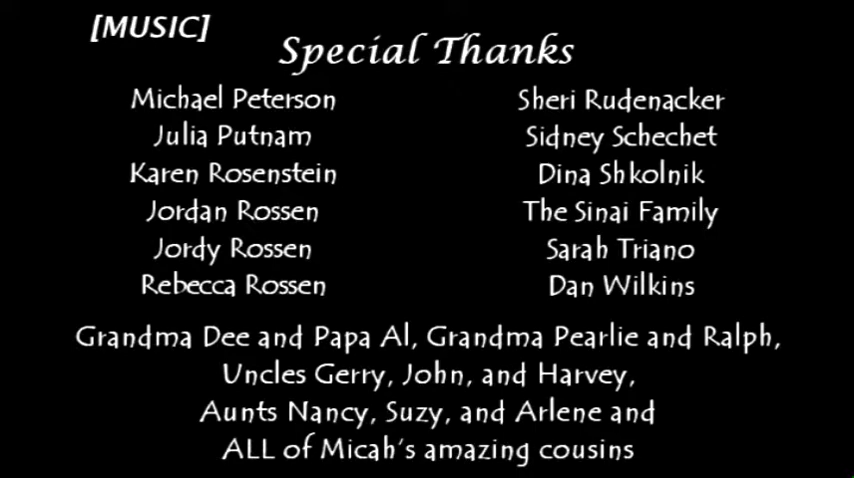 [MUSIC]
Special Thanks
Michael Peterson
Julia Putnam
Karen Rosenstein
Jordan Rossen
Jordy Rossen
Rebecca Rossen
Sheri Rudenacker
Sidney Schechet
Dina Shkolnik
The Sinai Family
Sarah Triano
Dan Wilkins
Grandma Dee and Papa Al, Grandma Pearlie and Ralph,
Uncles Gerry, John, and Harvey,
Aunts Nancy, Suzy, and Arlene and
ALL of Micah's amazing cousins